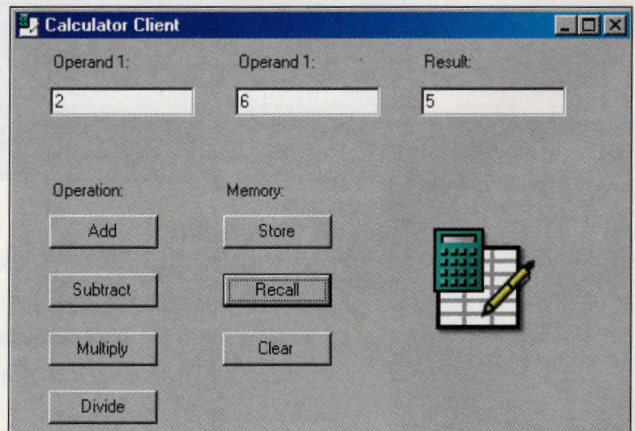 Calculator Client
Operand 1: Operand 1: Result:
2 6 5
Operation: Memory:
Add Store
Subtract Recall
Multiply Clear
Divide